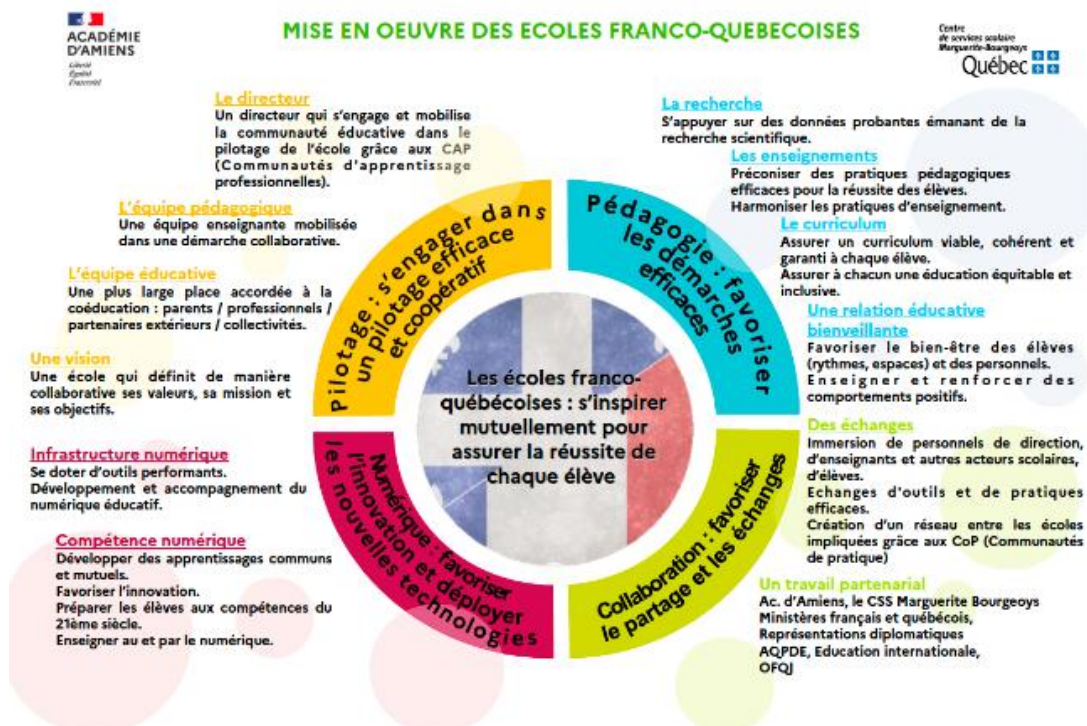 ACADÉMIE
D'AMIENS
Liberté
Égalité
Fraternité
MISE EN OEUVRE DES ECOLES FRANCO-QUEBECOISES
Centre
de services scolaire
Marguerite-Bourgeoys
Québec
Le directeur
Un directeur qui s'engage et mobilise
la communauté éducative dans le
pilotage de l'école grâce aux CAP
(Communautés d'apprentissage
professionnelles).
L'équipe pédagogique
Une équipe enseignante mobilisée
dans une démarche collaborative.
L'équipe éducative
Une plus large place accordée à la
coéducation : parents / professionnels /
partenaires extérieurs / collectivités.
Une vision
Une école qui définit de manière
collaborative ses valeurs, sa mission et
ses objectifs.
Infrastructure numérique
Se doter d'outils performants.
Développement et accompagnement du
numérique éducatif.
Compétence numérique
Développer des apprentissages communs
et mutuels.
Favoriser l'innovation.
Préparer les élèves aux compétences du
21ème siècle.
Enseigner au et par le numérique.
Pilotage : s'engager dans
un pilotage efficace
et coopératif
Pédagogie : favoriser
les démarches
efficaces
Les écoles franco-
québécoises : s'inspirer
mutuellement pour
assurer la réussite de
chaque élève
Numérique : favoriser
l'innovation et déployer
les nouvelles technologies
Collaboration : favoriser
le partage et les échanges
La recherche
S'appuyer sur des données probantes émanant de la
recherche scientifique.
Les enseignements
Préconiser des pratiques pédagogiques
efficaces pour la réussite des élèves.
Harmoniser les pratiques d'enseignement.
Le curriculum
Assurer un curriculum viable, cohérent et
garanti à chaque élève.
Assurer à chacun une éducation équitable et
inclusive.
Une relation éducative
bienveillante
Favoriser le bien-être des élèves
(rythmes, espaces) et des personnels.
Enseigner et renforcer des
comportements positifs.
Des échanges
Immersion de personnels de direction,
d'enseignants et autres acteurs scolaires,
d'élèves.
Echanges d'outils et de pratiques
efficaces.
Création d'un réseau entre les écoles
impliquées grâce aux CoP (Communautés
de pratique)
Un travail partenarial
Ac. d'Amiens, le CSS Marguerite Bourgeoys
Ministères français et québécois,
Représentations diplomatiques
AQPDE, Education internationale,
OFQJ